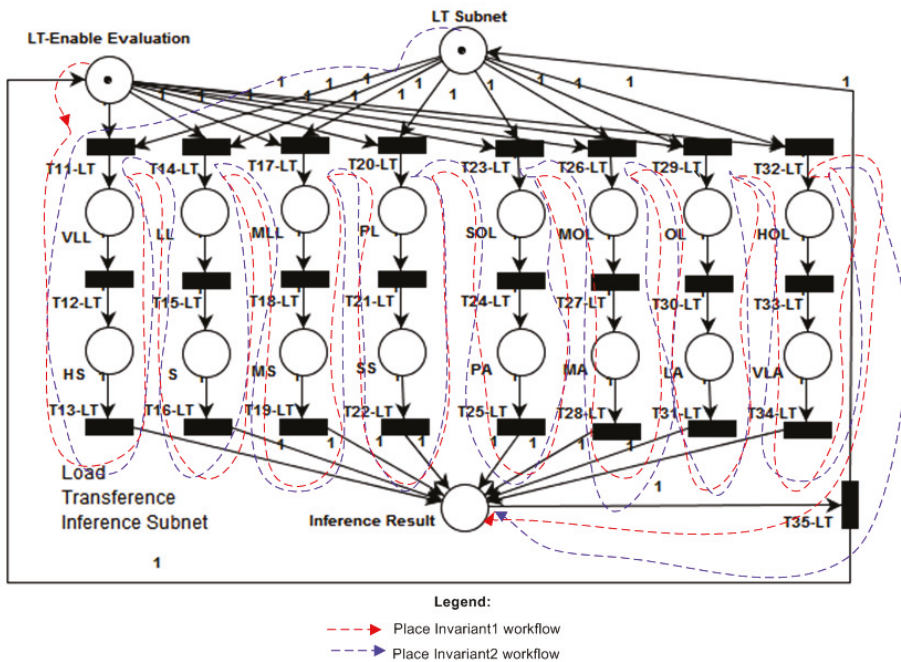 LT Subnet
LT-Enable Evaluation
1 1 1 1 1 1 1 1
1 1 1 1 1 1 1
T11-LT T14-LT T17-LT T20-LT T23-LT T26-LT T29-LT T32-LT
VLL LL MLL PL SOL MOL OL HOL
T12-LT T15-LT T18-LT T21-LT T24-LT T27-LT T30-LT T33-LT
HS S MS SS PA MA LA VLA
T13-LT T16-LT T19-LT T22-LT T25-LT T28-LT T31-LT T34-LT
1 1 1 1 1 1 1
1
Load
Transference
Inference Subnet
Inference Result
T35-LT
1
Legend:
Place Invariant1 workflow
Place Invariant2 workflow